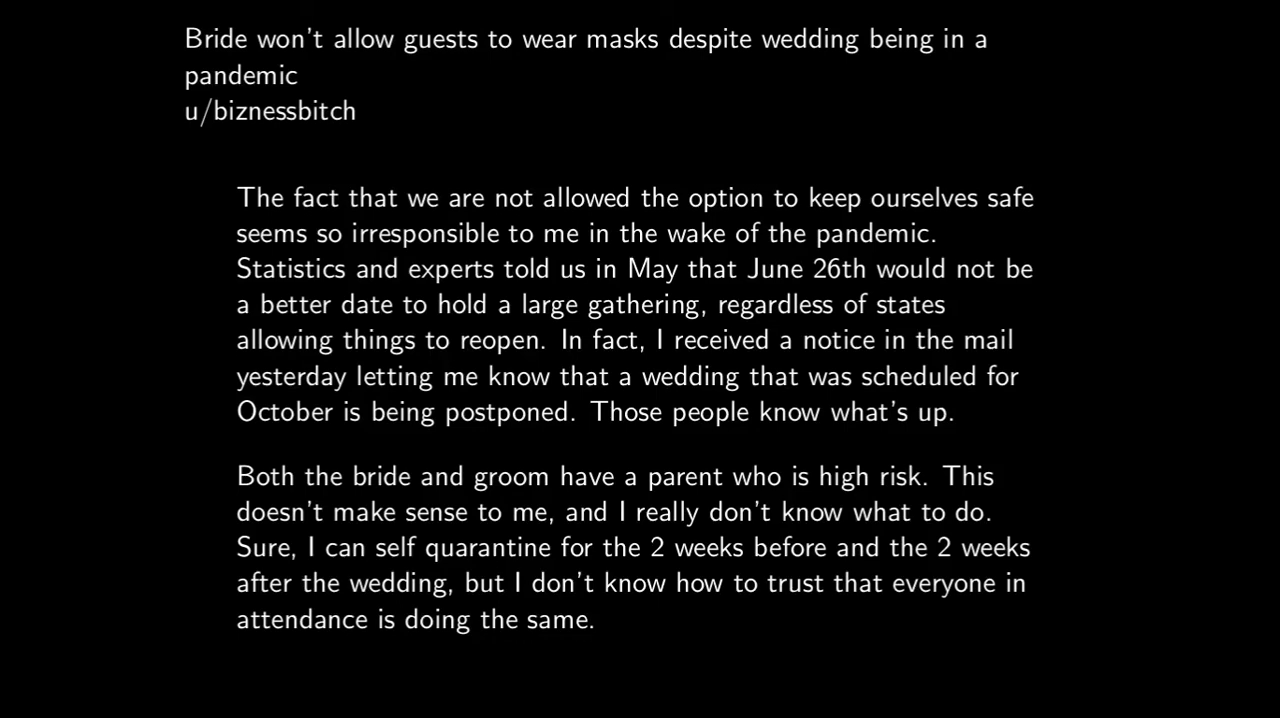 Bride won't allow guests to wear masks despite wedding being in a
pandemic
u/biznessbitch
The fact that we are not allowed the option to keep ourselves safe
seems so irresponsible to me in the wake of the pandemic.
Statistics and experts told us in May that June 26th would not be
a better date to hold a large gathering, regardless of states
allowing things to reopen. In fact, I received a notice in the mail
yesterday letting me know that a wedding that was scheduled for
October is being postponed. Those people know what's up.
Both the bride and groom have a parent who is high risk. This
doesn't make sense to me, and I really don't know what to do.
Sure, I can self quarantine for the 2 weeks before and the 2 weeks
after the wedding, but I don't know how to trust that everyone in
attendance is doing the same.